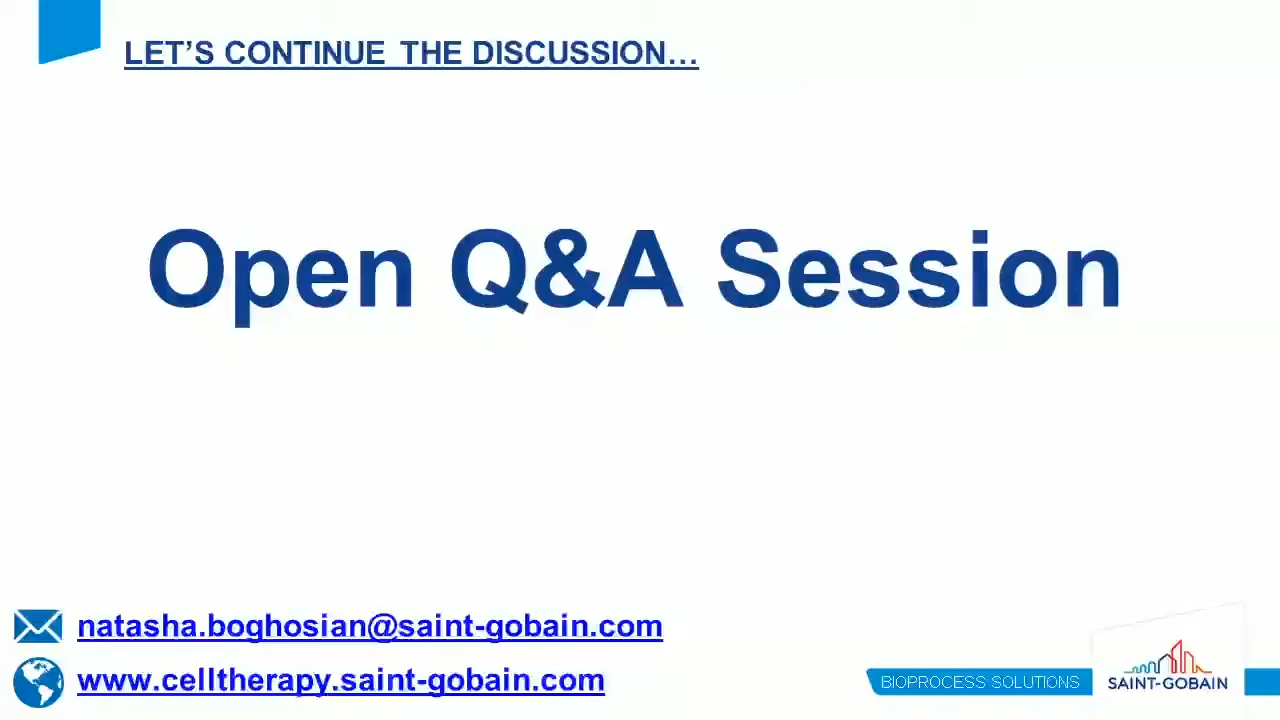 LET’S CONTINUE THE DISCUSSION…
Open Q&A Session
natasha.boghosian@saint-gobain.com
www.celltherapy.saint-gobain.com
BIOPROCESS SOLUTIONS
SAINT-GOBAIN